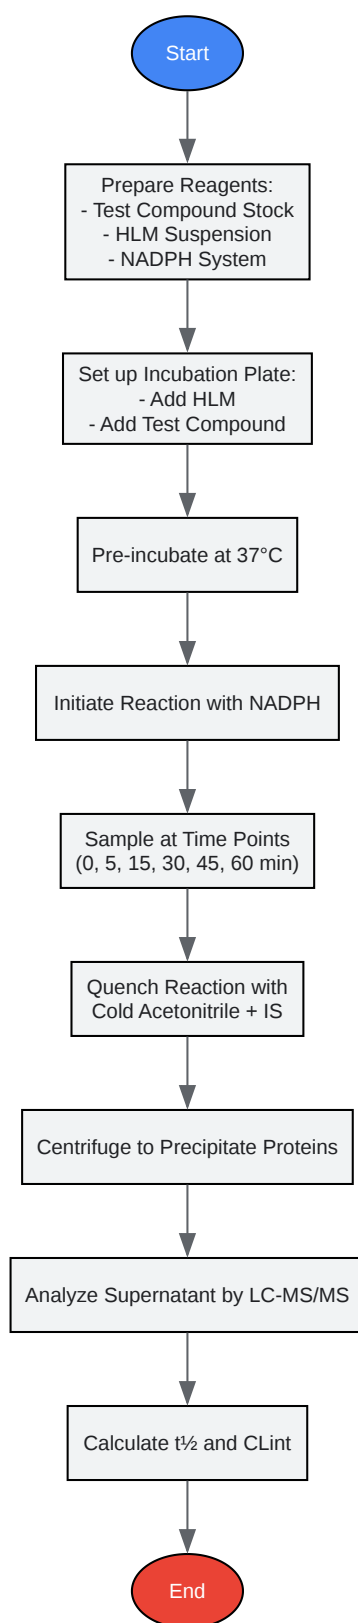 Start
Prepare Reagents:
- Test Compound Stock
- HLM Suspension
- NADPH System
Set up Incubation Plate:
- Add HLM
- Add Test Compound
Pre-incubate at 37°C
Initiate Reaction with NADPH
Sample at Time Points
(0, 5, 15, 30, 45, 60 min)
Quench Reaction with
Cold Acetonitrile + IS
Centrifuge to Precipitate Proteins
Analyze Supernatant by LC-MS/MS
Calculate t½ and CLint
End